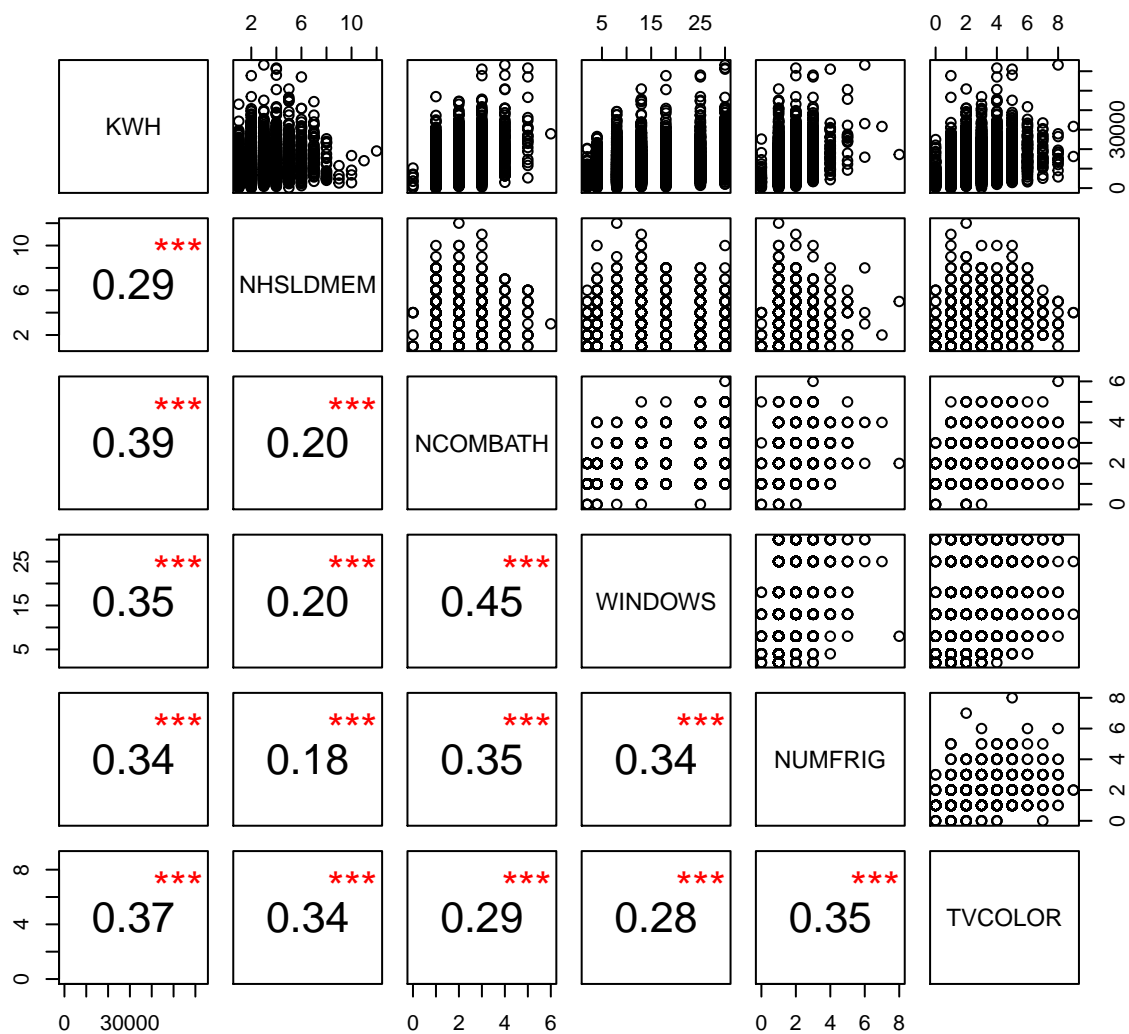 2 6 10 5 15 25 0 2 4 6 8
KWH
0 30000
*** 
0.29
NHSLDMEM
2 6 10
***
0.39
***
0.20
NCOMBATH
0 2 4 6
***
0.35
***
0.20
***
0.45
WINDOWS
5 15 25
***
0.34
***
0.18
***
0.35
***
0.34
NUMFRIG
0 2 4 6 8
***
0.37
***
0.34
***
0.29
***
0.28
***
0.35
TVCOLOR
0 4 8
0 30000 0 2 4 6 0 2 4 6 8